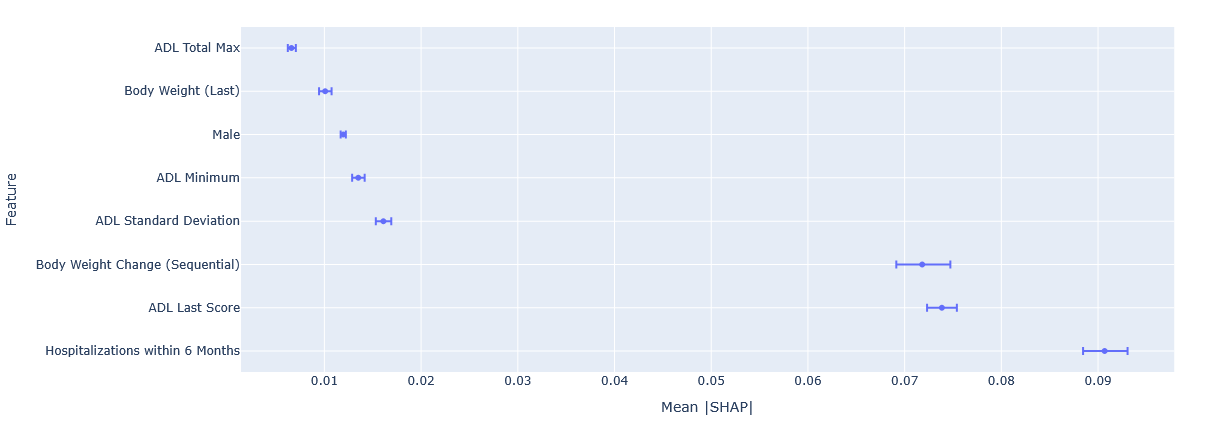 Feature
ADL Total Max
Body Weight (Last)
Male
ADL Minimum
ADL Standard Deviation
Body Weight Change (Sequential)
ADL Last Score
Hospitalizations within 6 Months
0.01 0.02 0.03 0.04 0.05 0.06 0.07 0.08 0.09
Mean |SHAP|